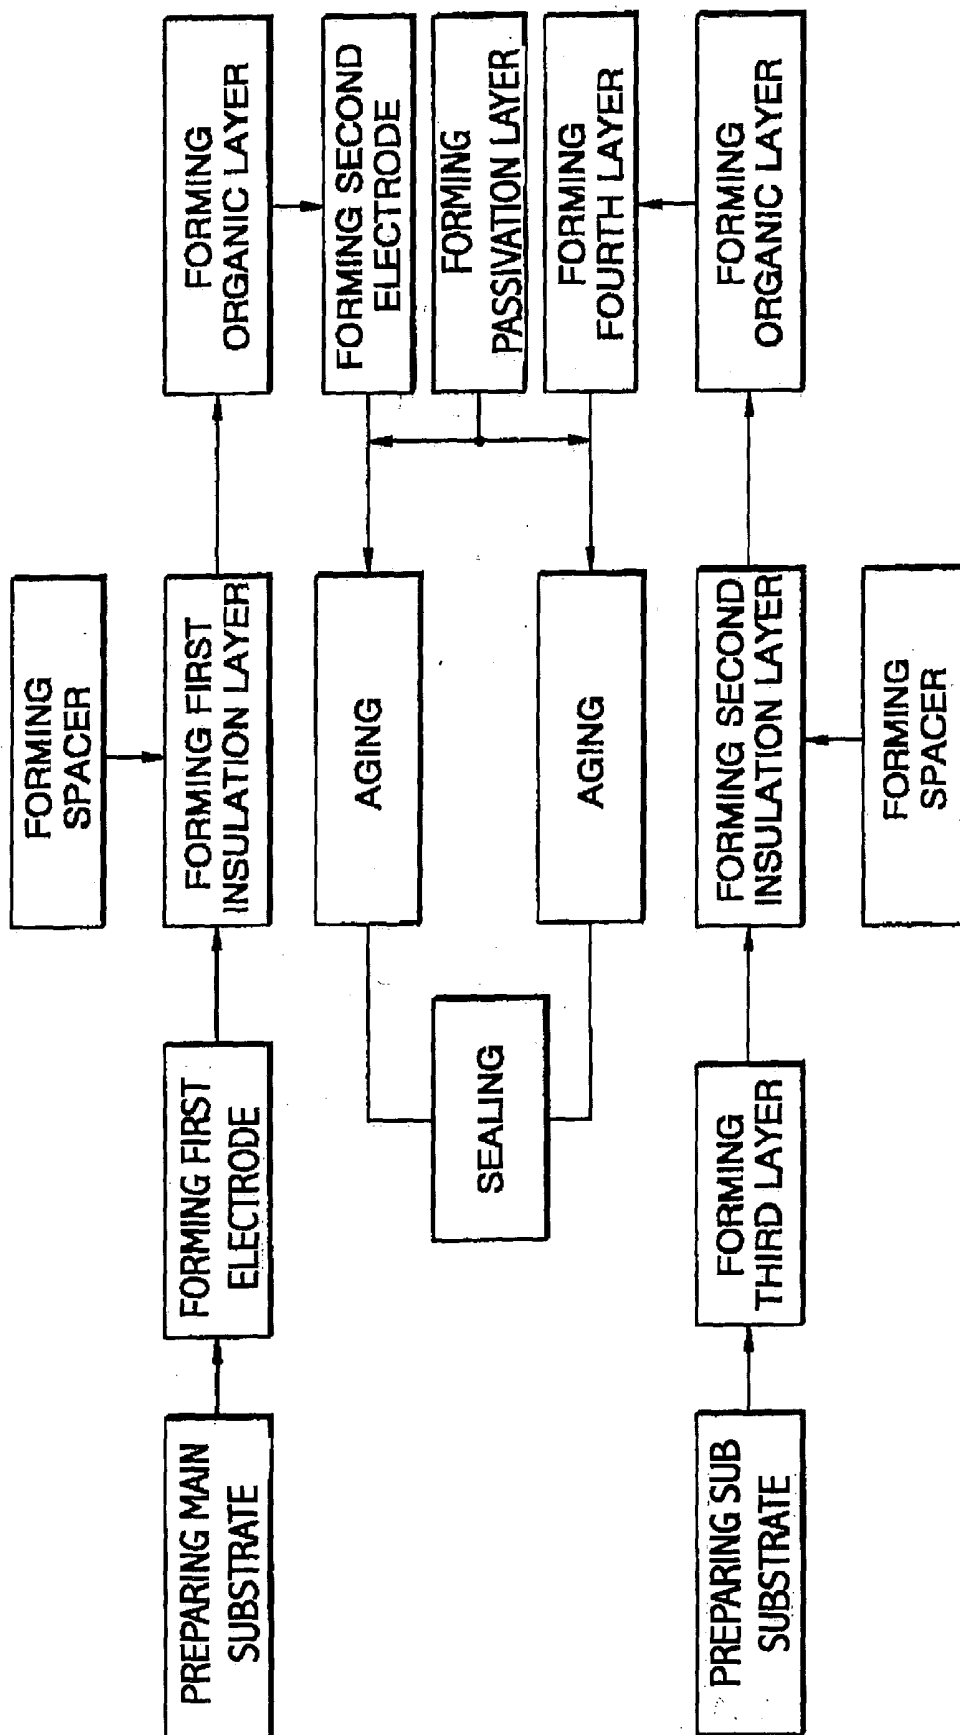 PREPARING MAIN
SUBSTRATE
FORMING FIRST
ELECTRODE
FORMING
SPACER
FORMING FIRST
INSULATION LAYER
FORMING
ORGANIC LAYER
FORMING SECOND
ELECTRODE
FORMING
PASSIVATION LAYER
FORMING
FOURTH LAYER
AGING
AGING
SEALING
PREPARING SUB
SUBSTRATE
FORMING
THIRD LAYER
FORMING SECOND
INSULATION LAYER
FORMING
SPACER
FORMING
ORGANIC LAYER